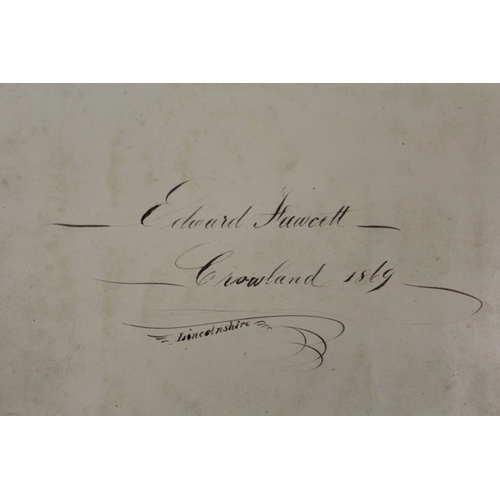 Edward Fawcett
Crowland 1869
Lincolnshire